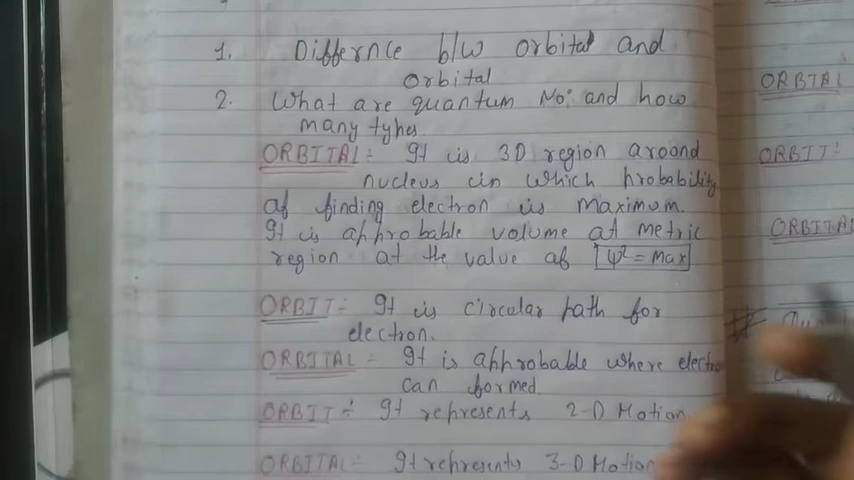 1. Differnce b/w orbital and
orbital
2. What are quantum No: and how
many types
ORBITAL:- It is 3D region around
nucleus in which probability
of finding electron is maximum.
It is approbable volume at metric
region at the value of ψ² = Max
ORBIT:- It is circular path for
electron.
ORBITAL = It is approbable where electro
can formed.
ORBIT:- It represents 2-D Motion
ORBITAL:- It represents 3-D Motion
ORBITAL
ORBIT:
ORBITAL